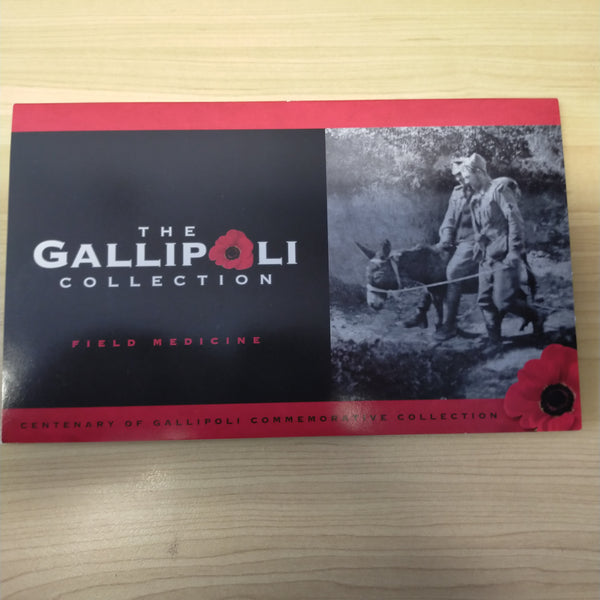 THE
GALLIPOLI
COLLECTION
FIELD MEDICINE
CENTENARY OF GALLIPOLI COMMEMORATIVE COLLECTION